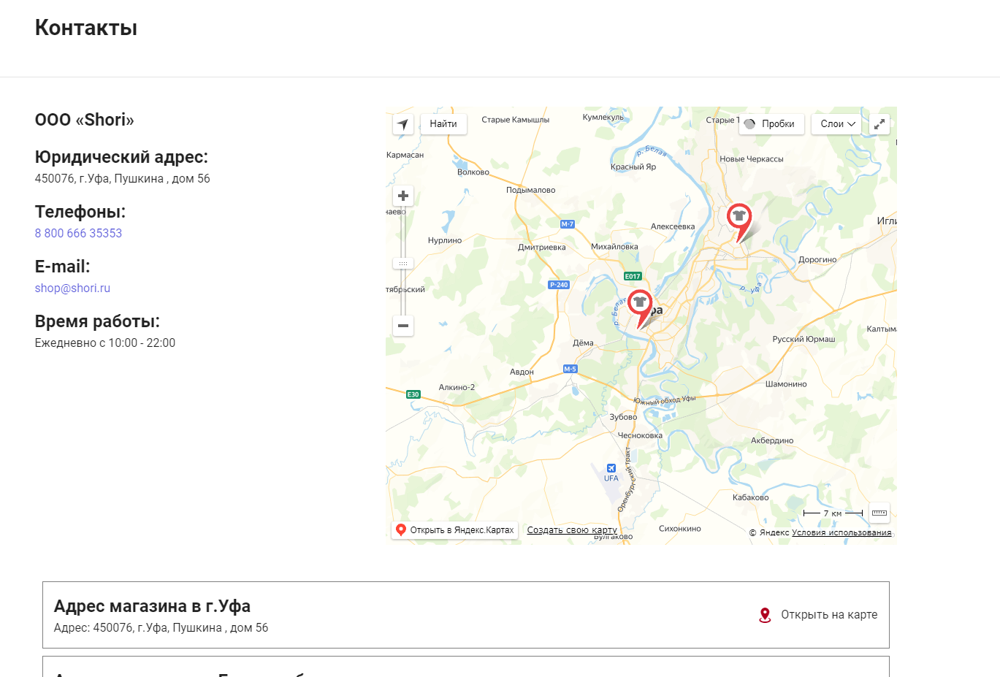 Контакты
ООО «Shori»
Юридический адрес:
450076, г.Уфа, Пушкина , дом 56
Телефоны:
8 800 666 35353
E-mail:
shop@shori.ru
Время работы:
Ежедневно с 10:00 - 22:00
Найти
Старые Камышлы
Кумлекуль
Старые
Пробки
Слои
р. Белая
Кармасан
Новые Черкассы
Волково
Красный Яр
Подымалово
наево
М-7
Алексеевка
Игли
Нурлино
Дмитриевка
Михайловка
Дорогино
Е017
Р-240
р. Уфа
тябрьский
р. Белая
фа
Калтым
Русский Юрмаш
Дёма
М-5
Авдон
Шамонино
Алкино-2
Е30
Южный обход Уфы
Зубово
Чесноковка
Акбердино
UFA
Оренбургский тракт
Кабаково
7 км
Открыть в Яндекс.Картах
Создать свою карту
Булгаково
Сихонкино
© Яндекс Условия использования
Адрес магазина в г.Уфа
Адрес: 450076, г.Уфа, Пушкина , дом 56
Открыть на карте